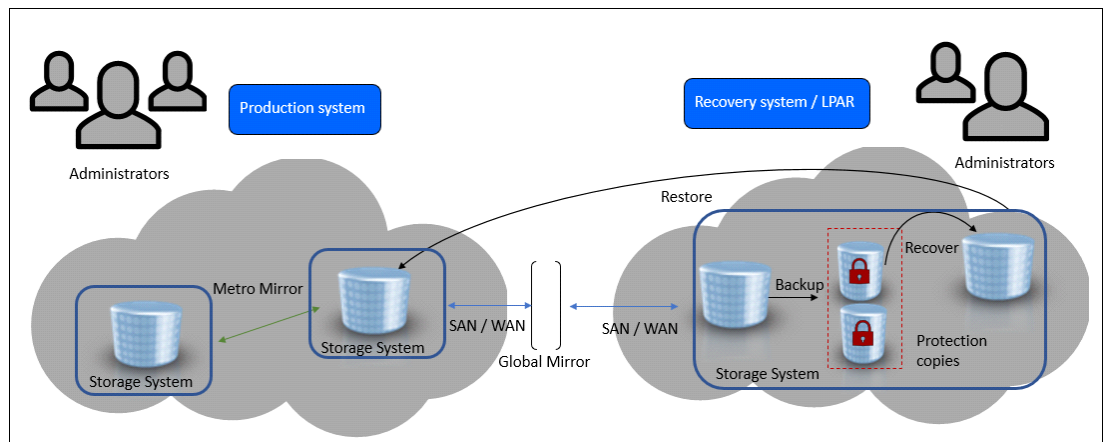 Production system
Recovery system / LPAR
Administrators
Administrators
Restore
Recover
Metro Mirror
Backup
SAN / WAN
SAN / WAN
Storage System
Global Mirror
Protection
copies
Storage System
Storage System